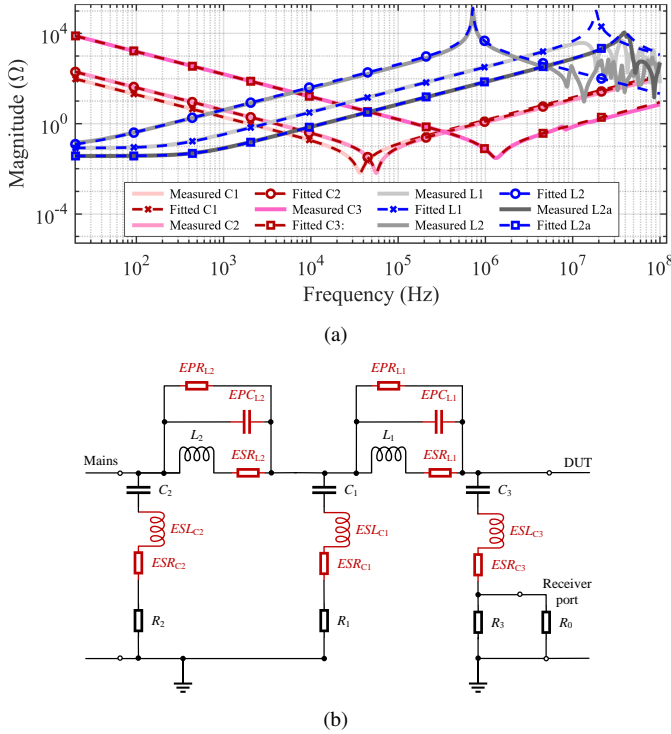 (a)
10^4
10^0
10^-4
Magnitude (Ω)
Measured C1
Fitted C1
Measured C2
Fitted C2
Measured C3
Fitted C3:
Measured L1
Fitted L1
Measured L2
Fitted L2
Measured L2a
Fitted L2a
10^2 10^3 10^4 10^5 10^6 10^7 10^8
Frequency (Hz)
(a)
EPR_L2 EPR_L1
EPC_L2 EPC_L1
L_2 L_1
Mains ESR_L2 ESR_L1 DUT
C_2 C_1 C_3
ESL_C2 ESL_C1 ESL_C3
ESR_C2 ESR_C1 ESR_C3
Receiver
port
R_2 R_1 R_3 R_0
(b)